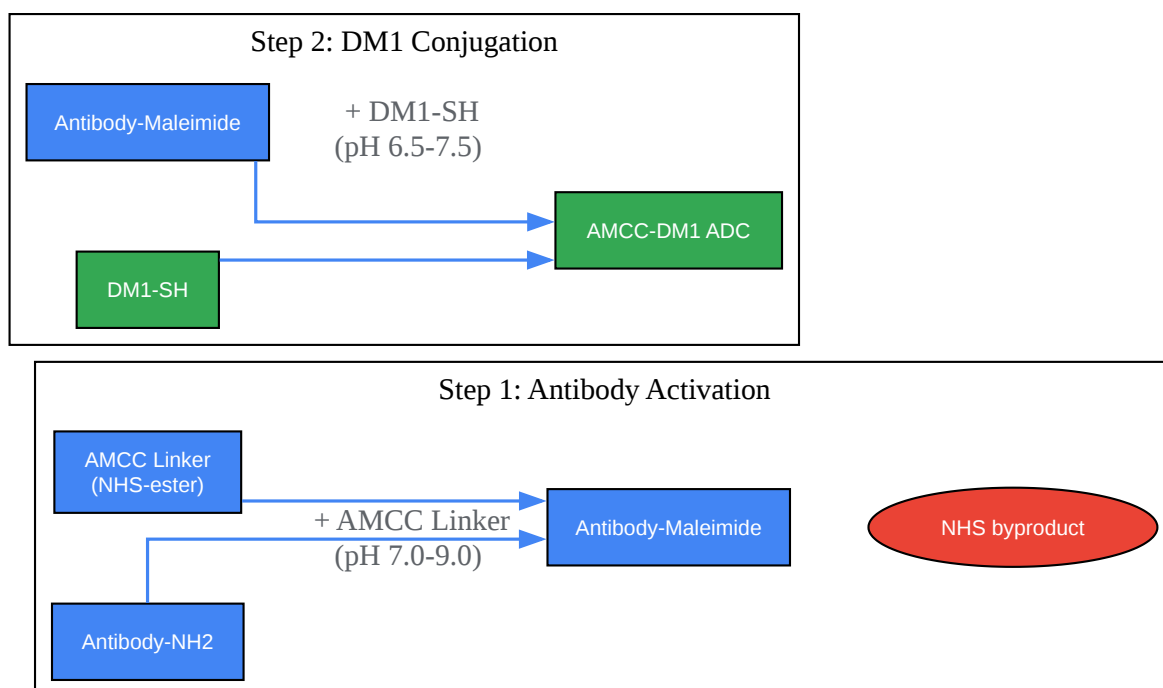 Step 2: DM1 Conjugation
Antibody-Maleimide
+ DM1-SH
(pH 6.5-7.5)
AMCC-DM1 ADC
DM1-SH
Step 1: Antibody Activation
AMCC Linker
(NHS-ester)
+ AMCC Linker
(pH 7.0-9.0)
Antibody-Maleimide
NHS byproduct
Antibody-NH2